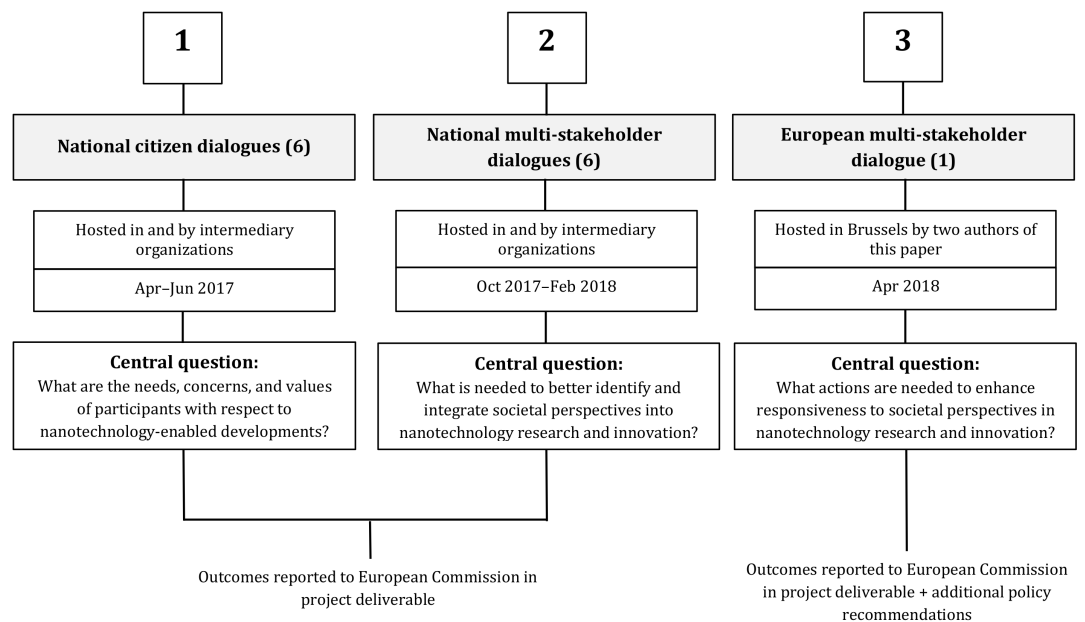 1
National citizen dialogues (6)
Hosted in and by intermediary
organizations
Apr–Jun 2017
Central question:
What are the needs, concerns, and values
of participants with respect to
nanotechnology-enabled developments?
2
National multi-stakeholder
dialogues (6)
Hosted in and by intermediary
organizations
Oct 2017–Feb 2018
Central question:
What is needed to better identify and
integrate societal perspectives into
nanotechnology research and innovation?
Outcomes reported to European Commission in
project deliverable
3
European multi-stakeholder
dialogue (1)
Hosted in Brussels by two authors of
this paper
Apr 2018
Central question:
What actions are needed to enhance
responsiveness to societal perspectives in
nanotechnology research and innovation?
Outcomes reported to European Commission
in project deliverable + additional policy
recommendations